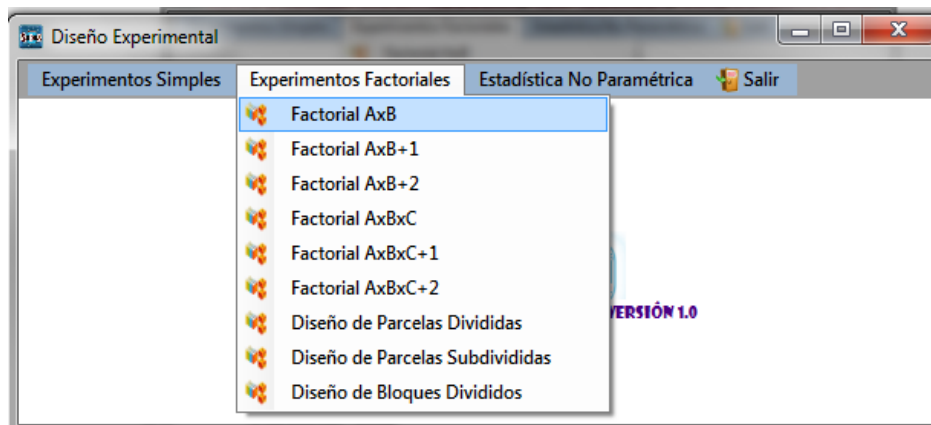 Diseño Experimental
Experimentos Simples Experimentos Factoriales Estadística No Paramétrica Salir
Factorial AxB
Factorial AxB+1
Factorial AxB+2
Factorial AxBxC
Factorial AxBxC+1
Factorial AxBxC+2
VERSIÓN 1.0
Diseño de Parcelas Divididas
Diseño de Parcelas Subdivididas
Diseño de Bloques Divididos